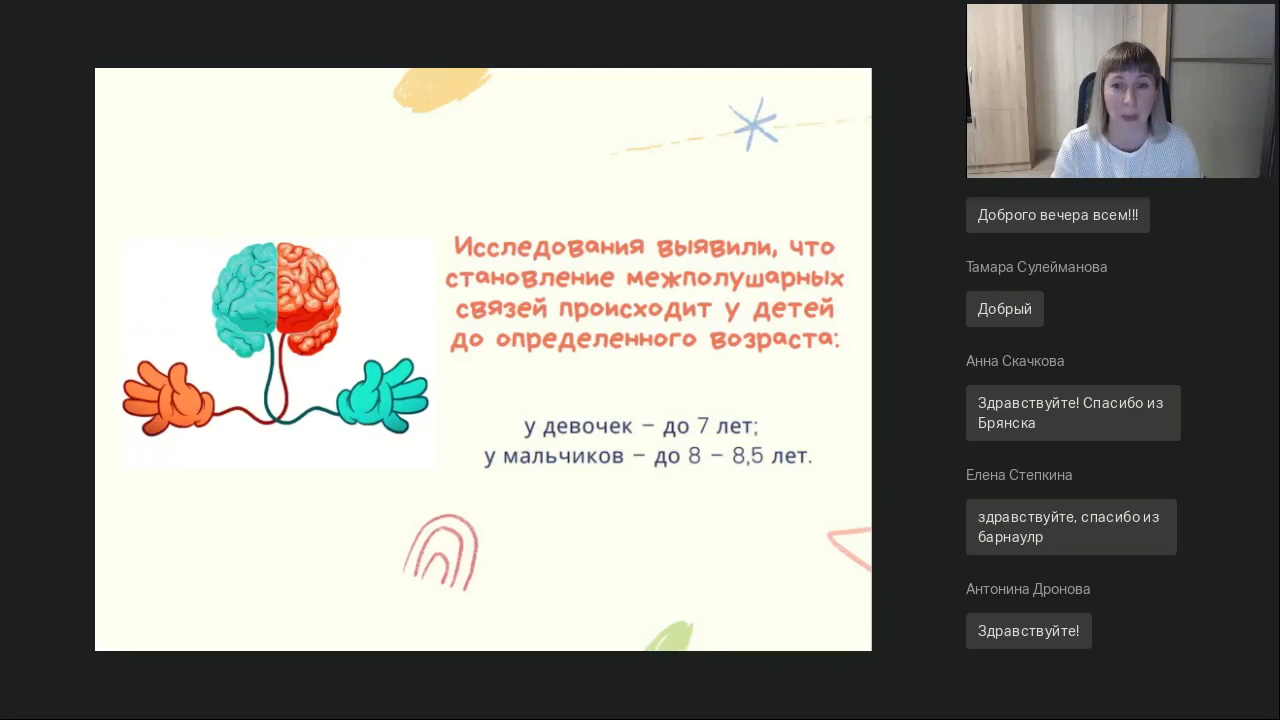 Исследования выявили, что
становление межполушарных
связей происходит у детей
до определенного возраста:
у девочек – до 7 лет;
у мальчиков – до 8 – 8,5 лет.
Доброго вечера всем!!!
Тамара Сулейманова
Добрый
Анна Скачкова
Здравствуйте! Спасибо из
Брянска
Елена Степкина
здравствуйте, спасибо из
барнаулр
Антонина Дронова
Здравствуйте!